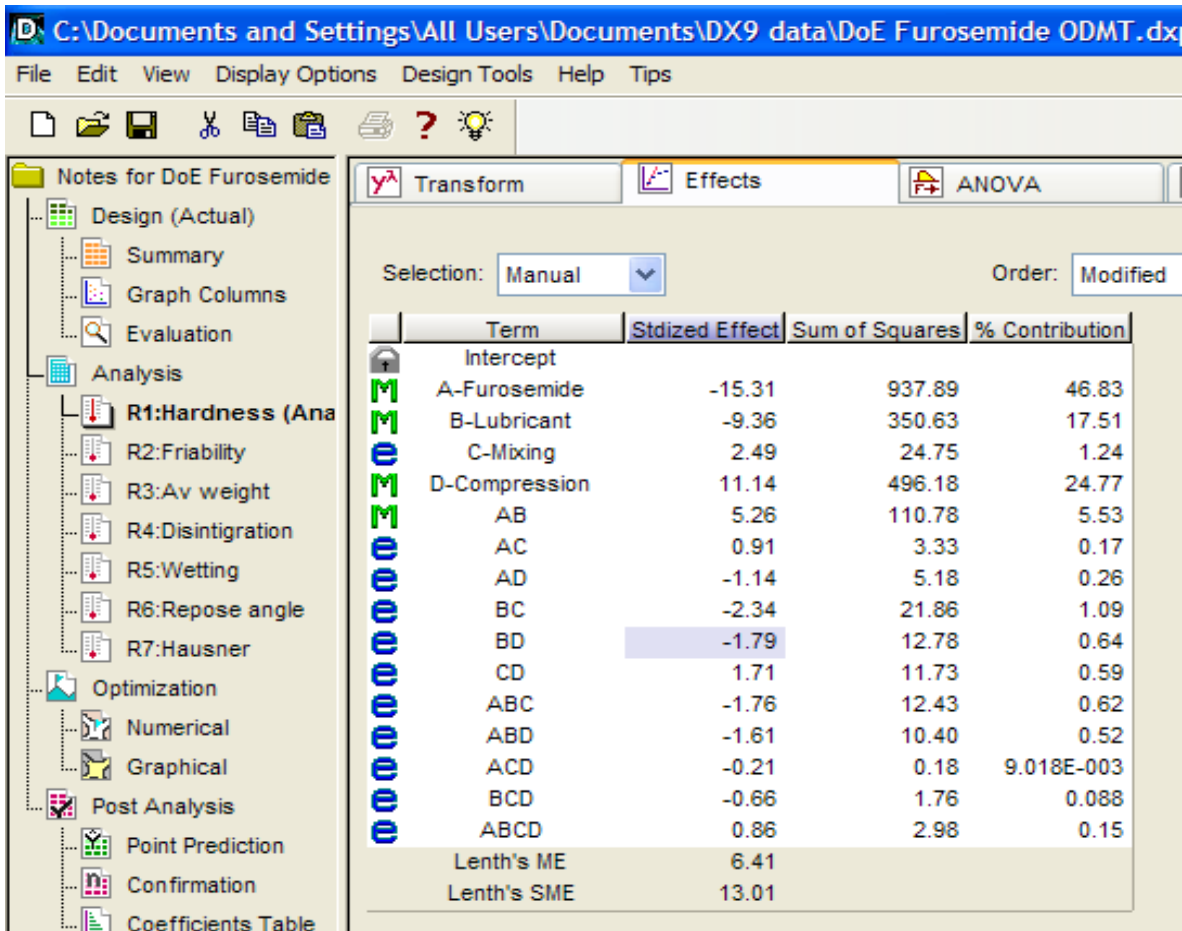 C:\Documents and Settings\All Users\Documents\DX9 data\DoE Furosemide ODMT.dxp
File Edit View Display Options Design Tools Help Tips
Notes for DoE Furosemide
Design (Actual)
Summary
Graph Columns
Evaluation
Analysis
R1:Hardness (Ana
R2:Friability
R3:Av weight
R4:Disintigration
R5:Wetting
R6:Repose angle
R7:Hausner
Optimization
Numerical
Graphical
Post Analysis
Point Prediction
Confirmation
Coefficients Table
yλ Transform Effects ANOVA
Selection: Manual Order: Modified
Term Stdized Effect Sum of Squares % Contribution
Intercept
M A-Furosemide -15.31 937.89 46.83
M B-Lubricant -9.36 350.63 17.51
e C-Mixing 2.49 24.75 1.24
M D-Compression 11.14 496.18 24.77
M AB 5.26 110.78 5.53
e AC 0.91 3.33 0.17
e AD -1.14 5.18 0.26
e BC -2.34 21.86 1.09
e BD -1.79 12.78 0.64
e CD 1.71 11.73 0.59
e ABC -1.76 12.43 0.62
e ABD -1.61 10.40 0.52
e ACD -0.21 0.18 9.018E-003
e BCD -0.66 1.76 0.088
e ABCD 0.86 2.98 0.15
Lenth's ME 6.41
Lenth's SME 13.01